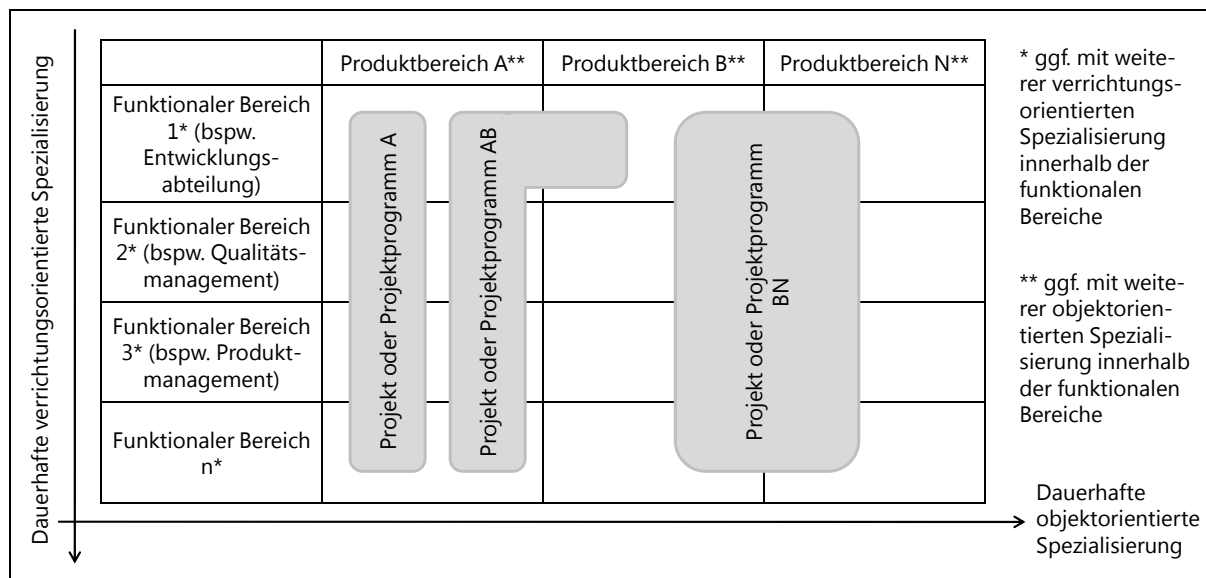 Dauerhafte verrichtungsorientierte Spezialisierung
Produktbereich A**
Produktbereich B**
Produktbereich N**
Funktionaler Bereich
1* (bspw.
Entwicklungs-
abteilung)
Funktionaler Bereich
2* (bspw. Qualitäts-
management)
Funktionaler Bereich
3* (bspw. Produkt-
management)
Funktionaler Bereich
n*
Projekt oder Projektprogramm A
Projekt oder Projektprogramm AB
Projekt oder Projektprogramm
BN
* ggf. mit weite-
rer verrichtungs-
orientierten
Spezialisierung
innerhalb der
funktionalen
Bereiche
** ggf. mit weite-
rer objektorien-
tierten Speziali-
sierung innerhalb
der funktionalen
Bereiche
Dauerhafte
objektorientierte
Spezialisierung